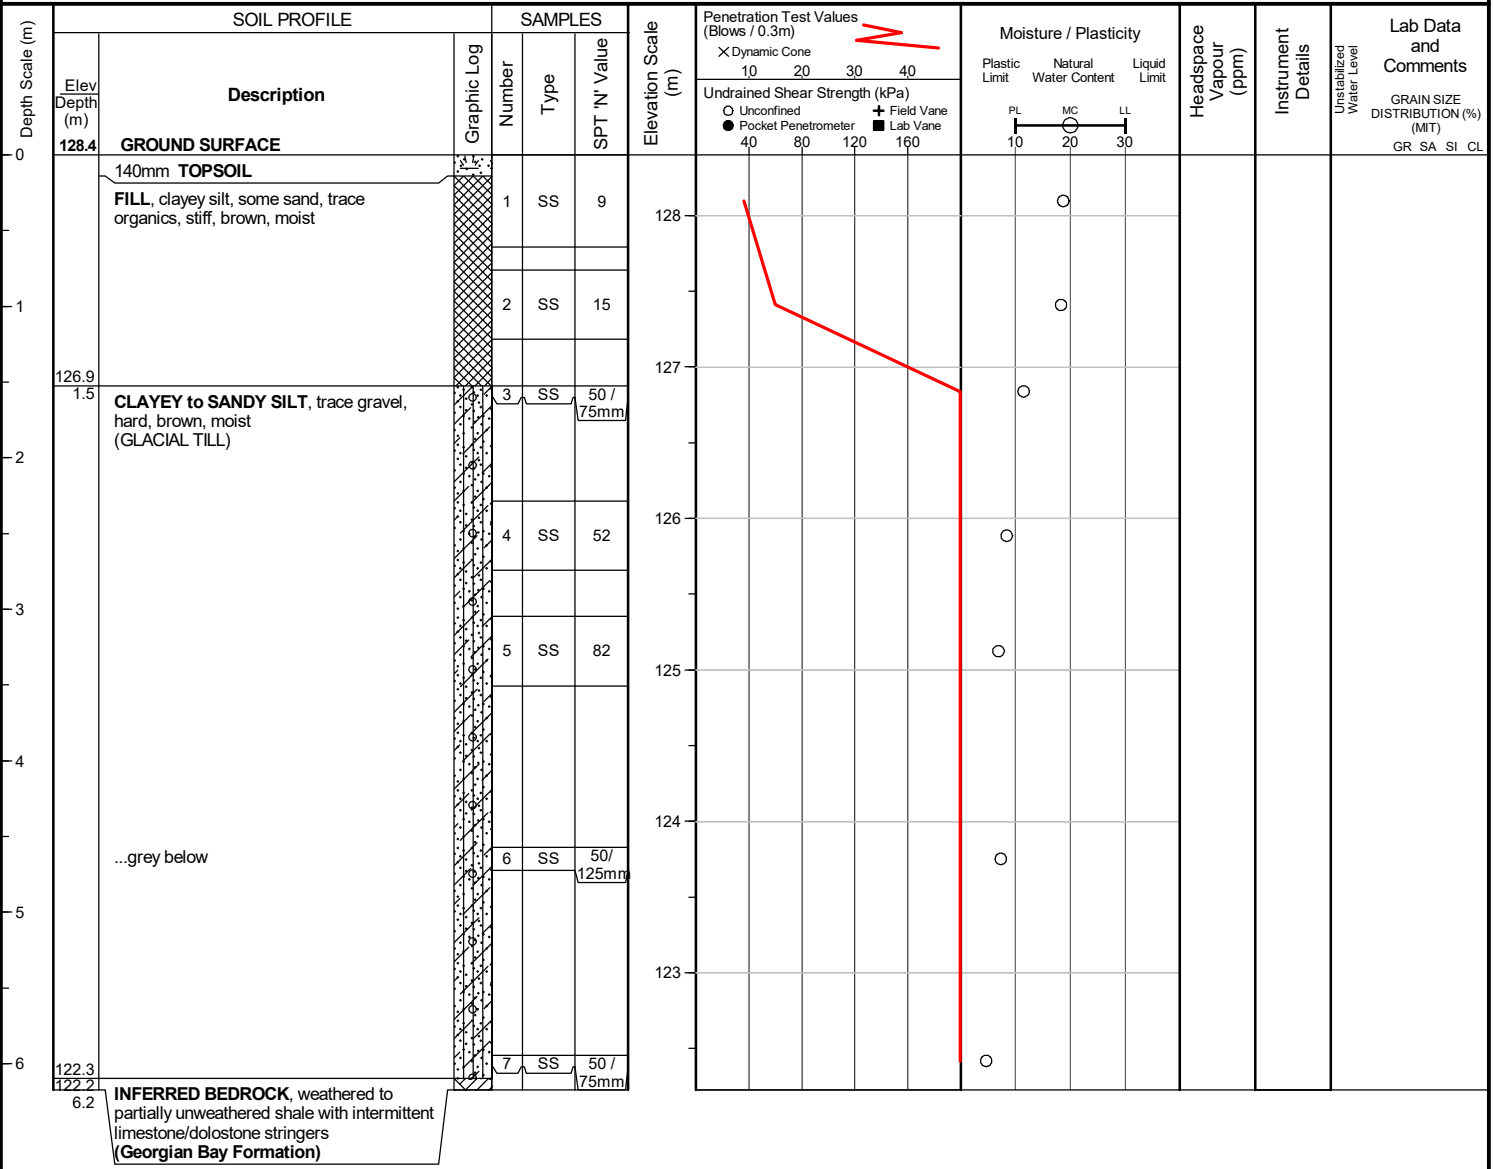 Depth Scale (m)
SOIL PROFILE
Elev
Depth
(m)
Description
128.4 GROUND SURFACE
Graphic Log
SAMPLES
Number
Type
SPT 'N' Value
Elevation Scale
(m)
Penetration Test Values
(Blows / 0.3m)
Dynamic Cone
10 20 30 40
Undrained Shear Strength (kPa)
Unconfined Field Vane
Pocket Penetrometer Lab Vane
40 80 120 160
Moisture / Plasticity
Plastic Natural Liquid
Limit Water Content Limit
PL MC LL
10 20 30
Headspace
Vapour
(ppm)
Instrument
Details
Unstabilized
Water Level
Lab Data
and
Comments
GRAIN SIZE
DISTRIBUTION (%)
(MIT)
GR SA SI CL
0
140mm TOPSOIL
FILL, clayey silt, some sand, trace
organics, stiff, brown, moist
1 SS 9
128
1
2 SS 15
127
126.9
1.5
CLAYEY to SANDY SILT, trace gravel,
hard, brown, moist
(GLACIAL TILL)
3 SS 50 /
75mm
2
126
4 SS 52
3
5 SS 82
125
4
124
...grey below
6 SS 50/
125mm
5
123
6
7 SS 50 /
75mm
122.3
122.2
6.2
INFERRED BEDROCK, weathered to
partially unweathered shale with intermittent
limestone/dolostone stringers
(Georgian Bay Formation)